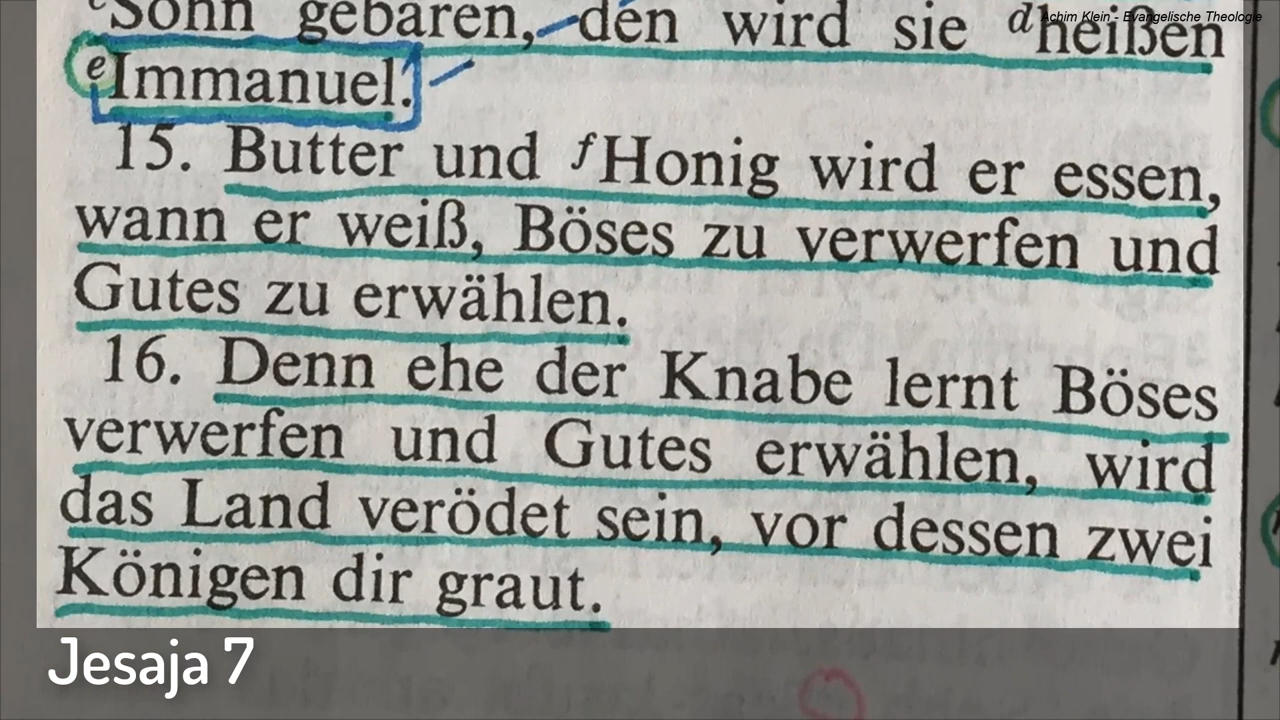 Achim Klein - Evangelische Theologie
cSohn gebären, den wird sie dheißen
eImmanuel.
15. Butter und fHonig wird er essen,
wann er weiß, Böses zu verwerfen und
Gutes zu erwählen.
16. Denn ehe der Knabe lernt Böses
verwerfen und Gutes erwählen, wird
das Land verödet sein, vor dessen zwei
Königen dir graut.
Jesaja 7